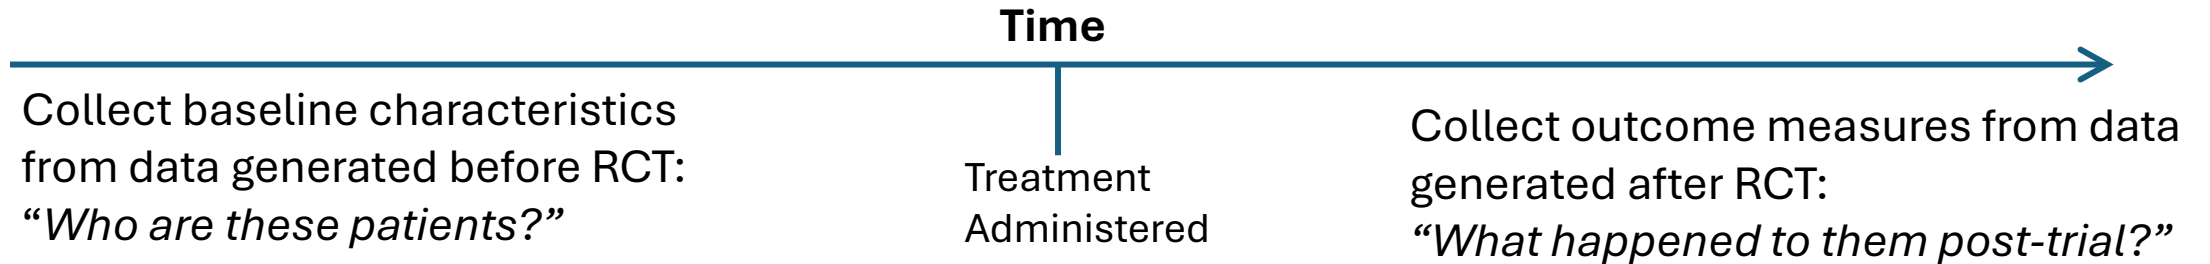 Time
Collect baseline characteristics
from data generated before RCT:
“Who are these patients?”
Treatment
Administered
Collect outcome measures from data
generated after RCT:
“What happened to them post-trial?”